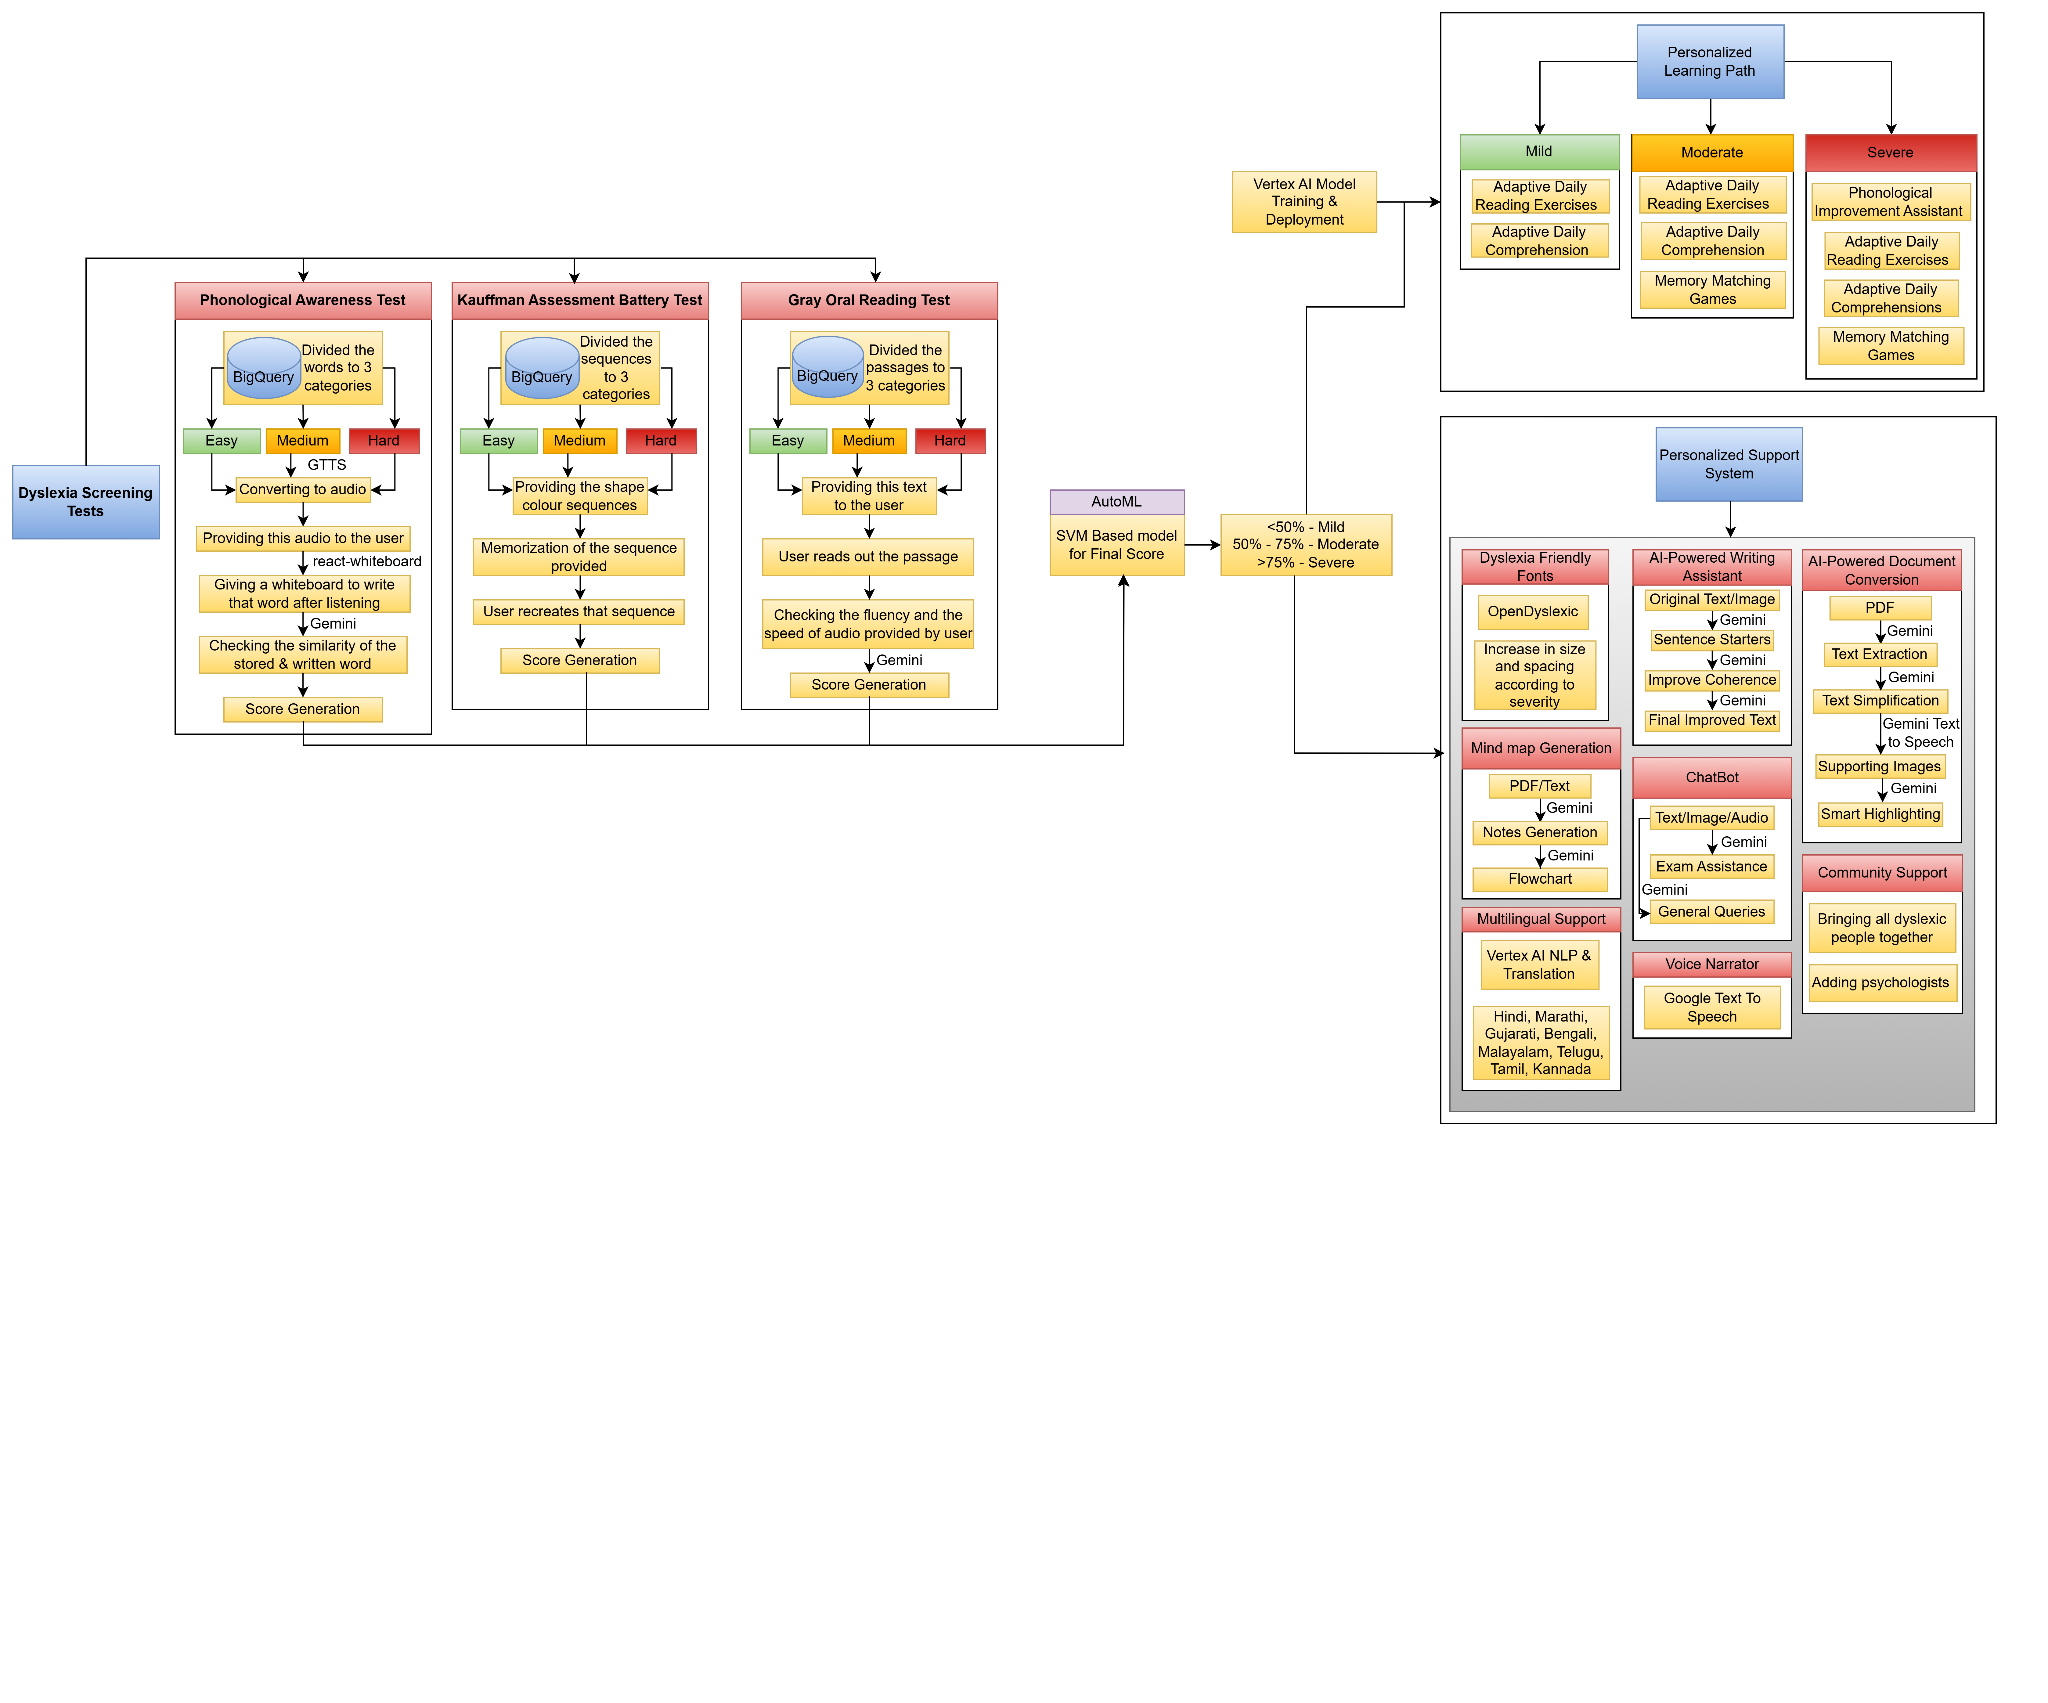 Dyslexia Screening
Tests
Phonological Awareness Test
BigQuery
Divided the
words to 3
categories
Easy
Medium
Hard
GTTS
Converting to audio
Providing this audio to the user
react-whiteboard
Giving a whiteboard to write
that word after listening
Gemini
Checking the similarity of the
stored & written word
Score Generation
Kauffman Assessment Battery Test
BigQuery
Divided the
sequences
to 3
categories
Easy
Medium
Hard
Providing the shape
colour sequences
Memorization of the sequence
provided
User recreates that sequence
Score Generation
Gray Oral Reading Test
BigQuery
Divided the
passages to
3 categories
Easy
Medium
Hard
Providing this text
to the user
User reads out the passage
Checking the fluency and the
speed of audio provided by user
Gemini
Score Generation
AutoML
SVM Based model
for Final Score
<50% - Mild
50% - 75% - Moderate
>75% - Severe
Vertex AI Model
Training &
Deployment
Personalized
Learning Path
Mild
Adaptive Daily
Reading Exercises
Adaptive Daily
Comprehension
Moderate
Adaptive Daily
Reading Exercises
Adaptive Daily
Comprehension
Memory Matching
Games
Severe
Phonological
Improvement Assistant
Adaptive Daily
Reading Exercises
Adaptive Daily
Comprehensions
Memory Matching
Games
Personalized Support
System
Dyslexia Friendly
Fonts
OpenDyslexic
Increase in size
and spacing
according to
severity
Mind map Generation
PDF/Text
Gemini
Notes Generation
Gemini
Flowchart
Multilingual Support
Vertex AI NLP &
Translation
Hindi, Marathi,
Gujarati, Bengali,
Malayalam, Telugu,
Tamil, Kannada
AI-Powered Writing
Assistant
Original Text/Image
Gemini
Sentence Starters
Gemini
Improve Coherence
Gemini
Final Improved Text
ChatBot
Text/Image/Audio
Gemini
Exam Assistance
Gemini
General Queries
Voice Narrator
Google Text To
Speech
AI-Powered Document
Conversion
PDF
Gemini
Text Extraction
Gemini
Text Simplification
Gemini Text
to Speech
Supporting Images
Gemini
Smart Highlighting
Community Support
Bringing all dyslexic
people together
Adding psychologists